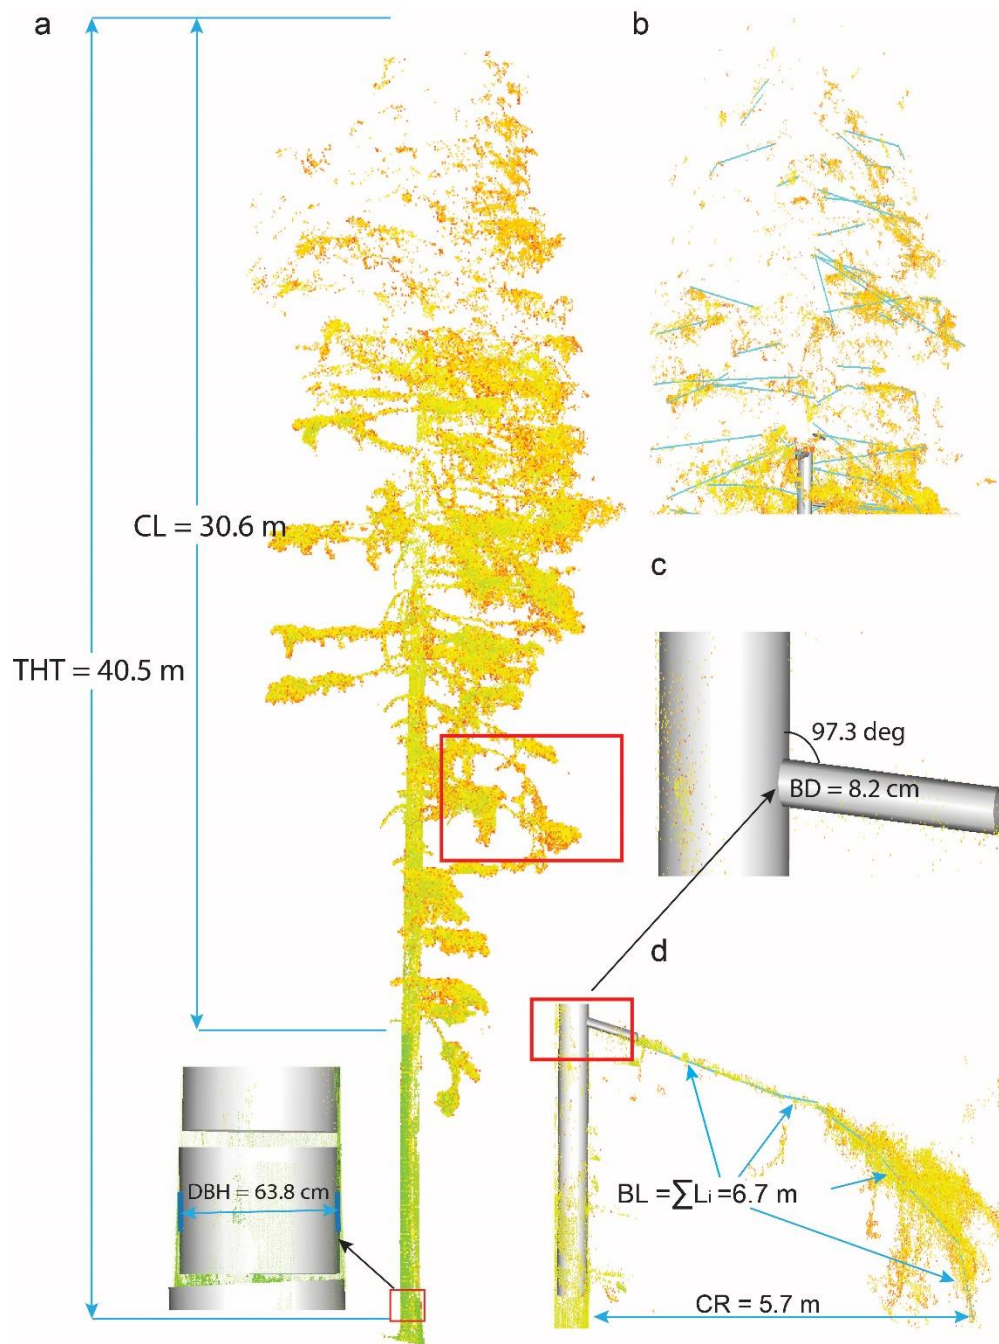 a
b
CL = 30.6 m
c
THT = 40.5 m
97.3 deg
BD = 8.2 cm
d
DBH = 63.8 cm
BL = ∑Li =6.7 m
CR = 5.7 m